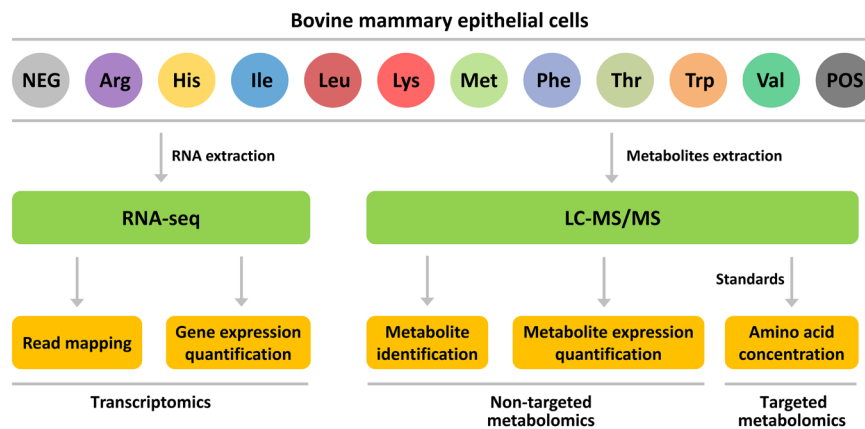 Bovine mammary epithelial cells
NEG Arg His Ile Leu Lys Met Phe Thr Trp Val POS
RNA extraction
Metabolites extraction
RNA-seq
LC-MS/MS
Standards
Read mapping
Gene expression
quantification
Metabolite
identification
Metabolite expression
quantification
Amino acid
concentration
Transcriptomics
Non-targeted
metabolomics
Targeted
metabolomics